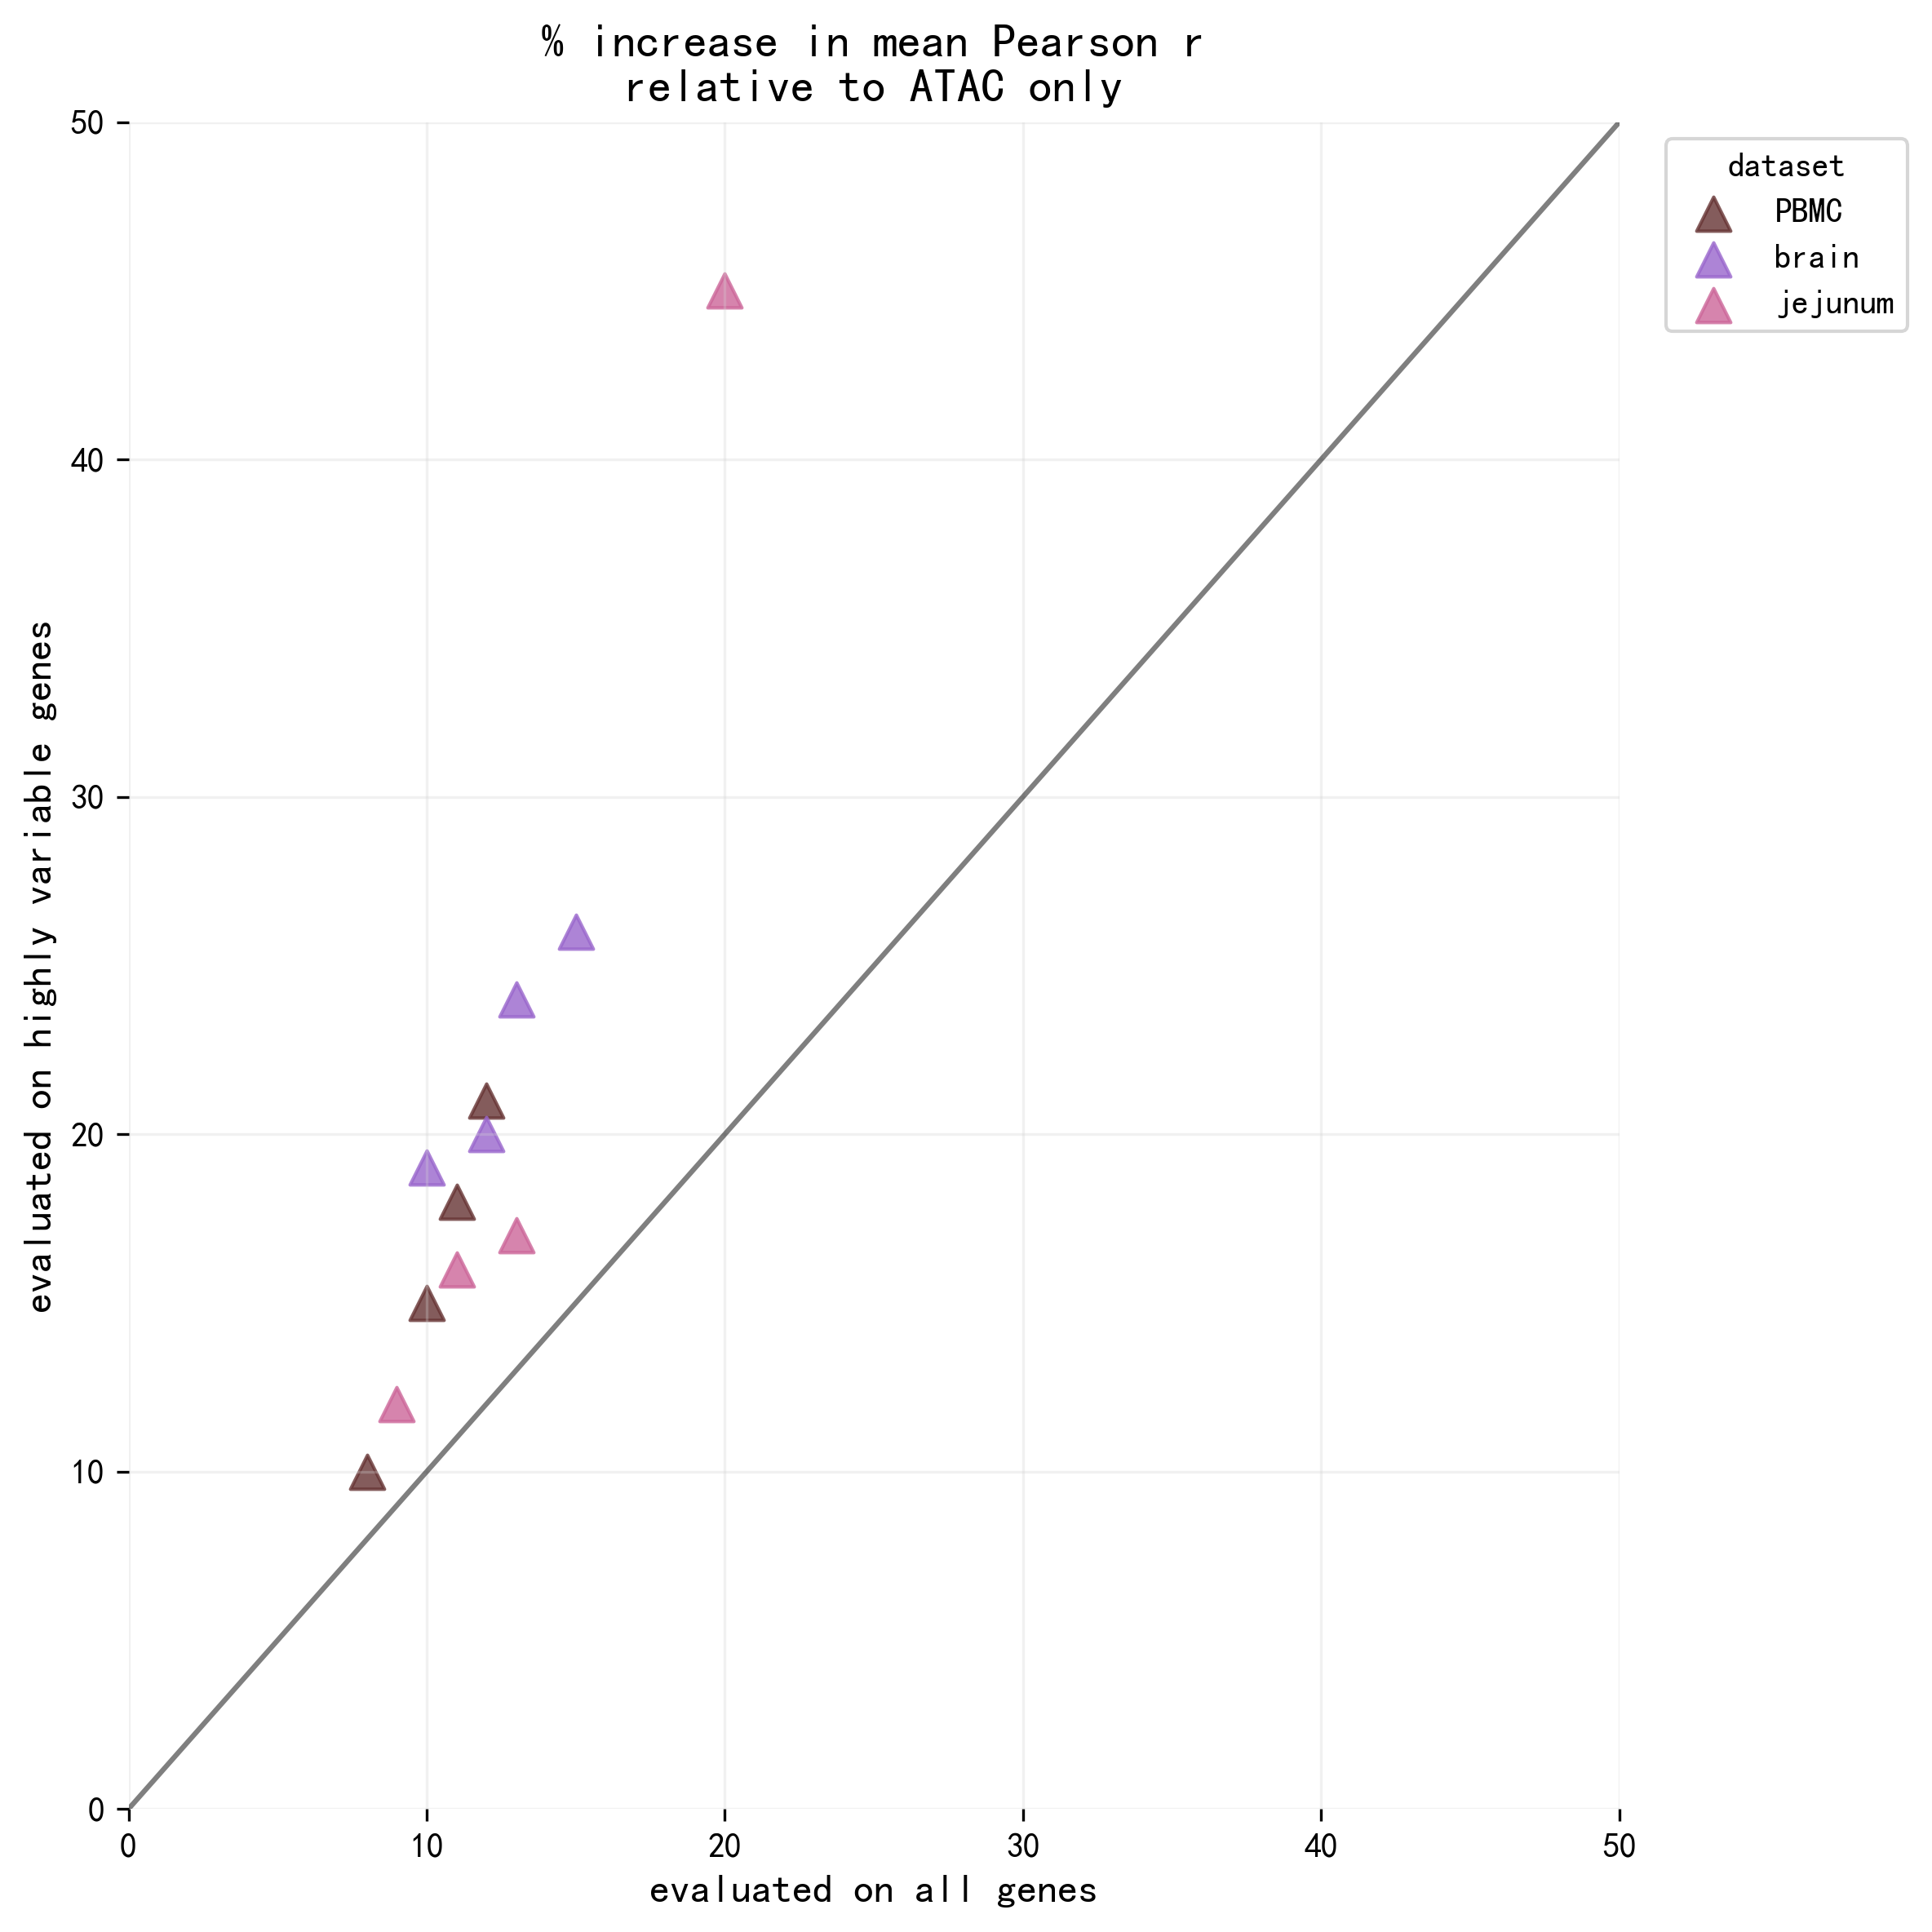 % increase in mean Pearson r
relative to ATAC only
50
40
30
20
10
0
evaluated on highly variable genes
0 10 20 30 40 50
evaluated on all genes
dataset
PBMC
brain
jejunum